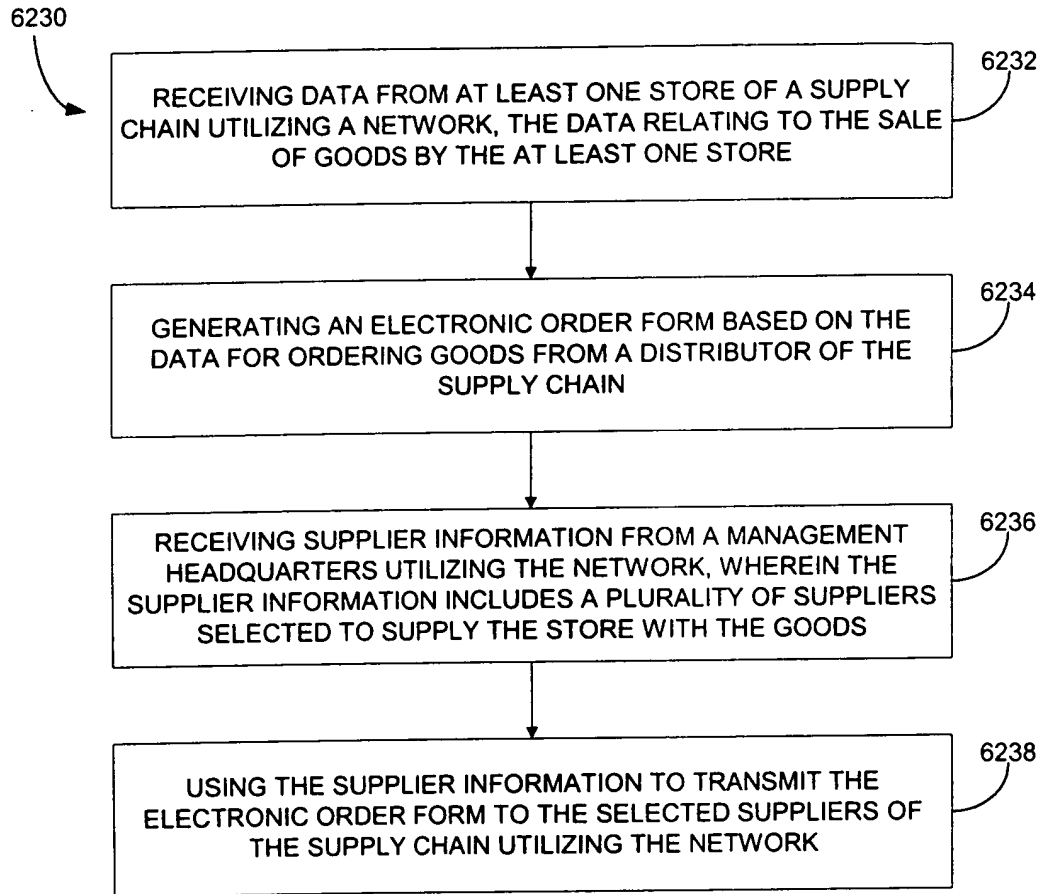 6230
6232
RECEIVING DATA FROM AT LEAST ONE STORE OF A SUPPLY
CHAIN UTILIZING A NETWORK, THE DATA RELATING TO THE SALE
OF GOODS BY THE AT LEAST ONE STORE
6234
GENERATING AN ELECTRONIC ORDER FORM BASED ON THE
DATA FOR ORDERING GOODS FROM A DISTRIBUTOR OF THE
SUPPLY CHAIN
6236
RECEIVING SUPPLIER INFORMATION FROM A MANAGEMENT
HEADQUARTERS UTILIZING THE NETWORK, WHEREIN THE
SUPPLIER INFORMATION INCLUDES A PLURALITY OF SUPPLIERS
SELECTED TO SUPPLY THE STORE WITH THE GOODS
6238
USING THE SUPPLIER INFORMATION TO TRANSMIT THE
ELECTRONIC ORDER FORM TO THE SELECTED SUPPLIERS OF
THE SUPPLY CHAIN UTILIZING THE NETWORK